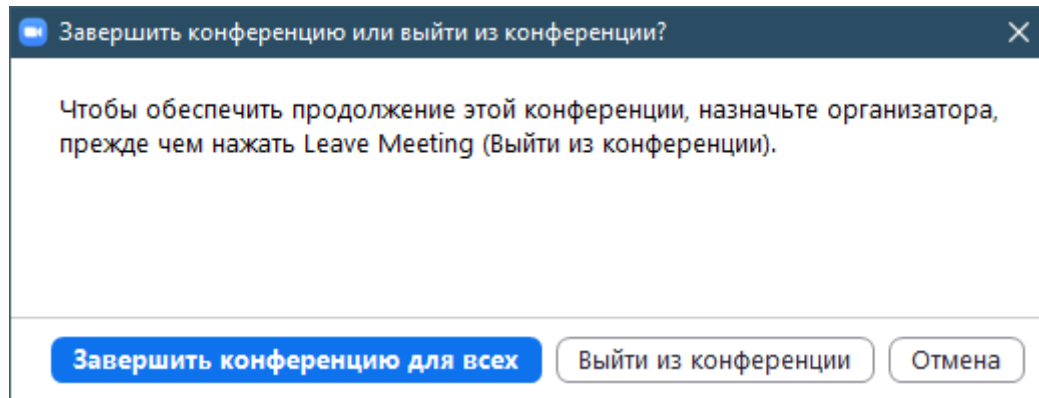 Завершить конференцию или выйти из конференции?
Чтобы обеспечить продолжение этой конференции, назначьте организатора,
прежде чем нажать Leave Meeting (Выйти из конференции).
Завершить конференцию для всех Выйти из конференции Отмена